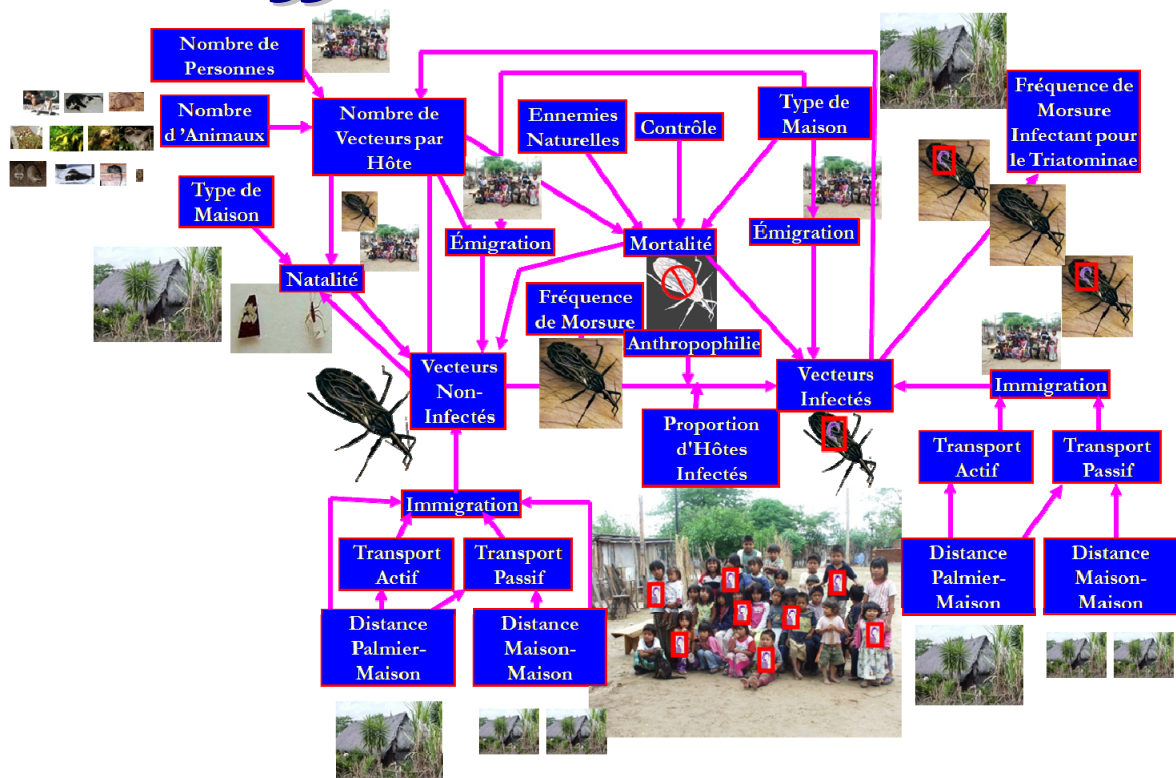 Nombre de
Personnes
Nombre
d 'Animaux
Nombre de
Vecteurs par
Hôte
Ennemies
Naturelles
Contrôle
Type de
Maison
Fréquence de
Morsure
Infectant pour
le Triatominae
Type de
Maison
Natalité
Émigration
Mortalité
Émigration
Fréquence
de Morsure
Anthropophilie
Vecteurs
Non-
Infectés
Vecteurs
Infectés
Proportion
d'Hôtes
Infectés
Immigration
Transport
Actif
Transport
Passif
Distance
Palmier-
Maison
Distance
Maison-
Maison
Immigration
Transport
Actif
Transport
Passif
Distance
Palmier-
Maison
Distance
Maison-
Maison